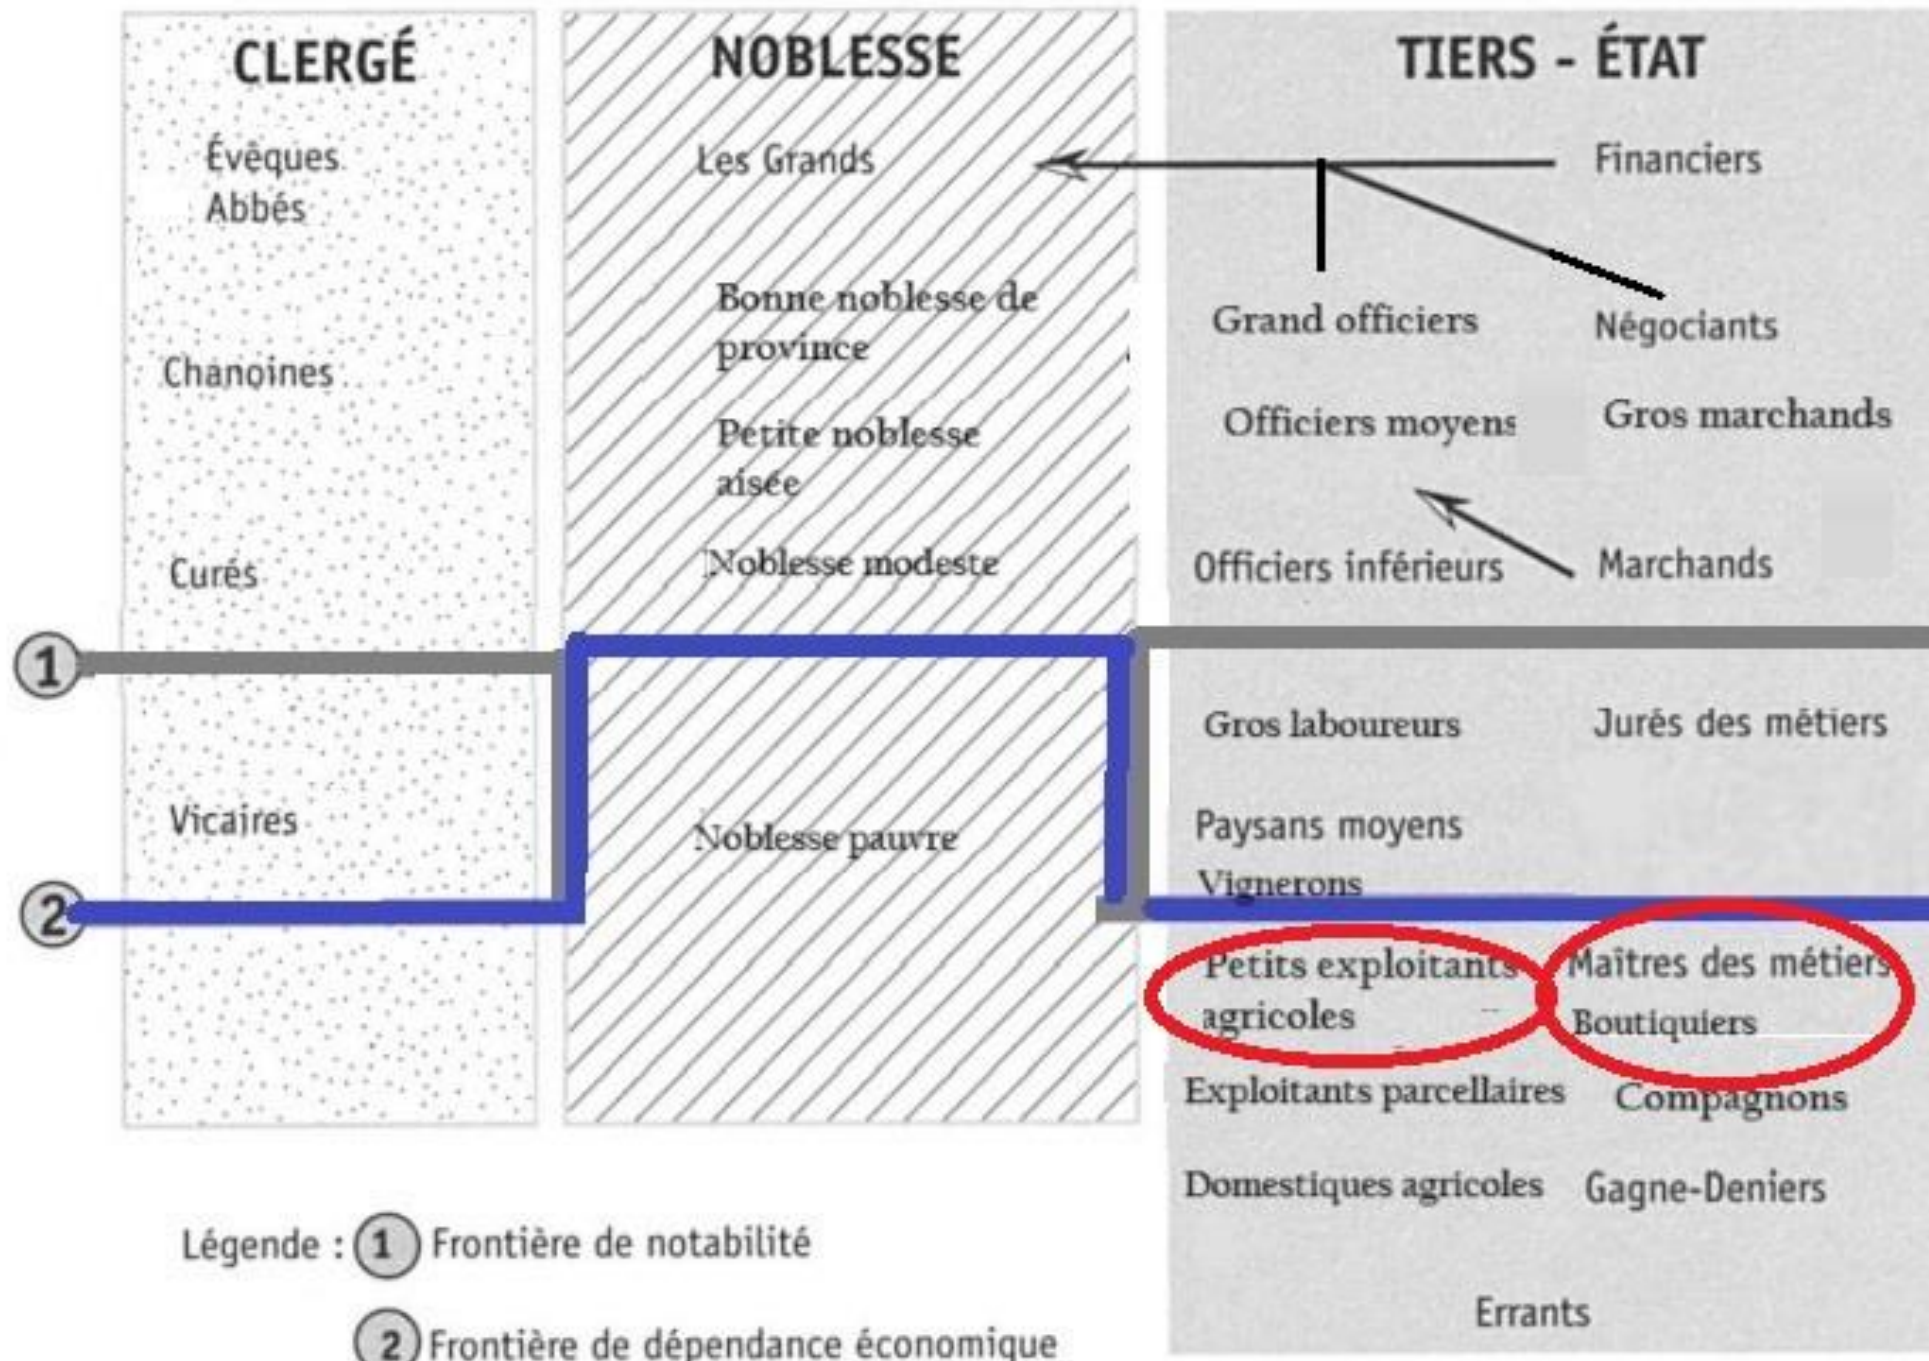 CLERGÉ
Évêques
Abbés
Chanoines
Curés
Vicaires
NOBLESSE
Les Grands
Bonne noblesse de
province
Petite noblesse
aisée
Noblesse modeste
Noblesse pauvre
TIERS - ÉTAT
Financiers
Grand officiers
Négociants
Officiers moyens
Gros marchands
Officiers inférieurs
Marchands
Gros laboureurs
Jurés des métiers
Paysans moyens
Vignerons
Petits exploitants
agricoles
Maîtres des métiers
Boutiquiers
Exploitants parcellaires
Compagnons
Domestiques agricoles
Gagne-Deniers
Errants
1
2
Légende : 1 Frontière de notabilité
2 Frontière de dépendance économique